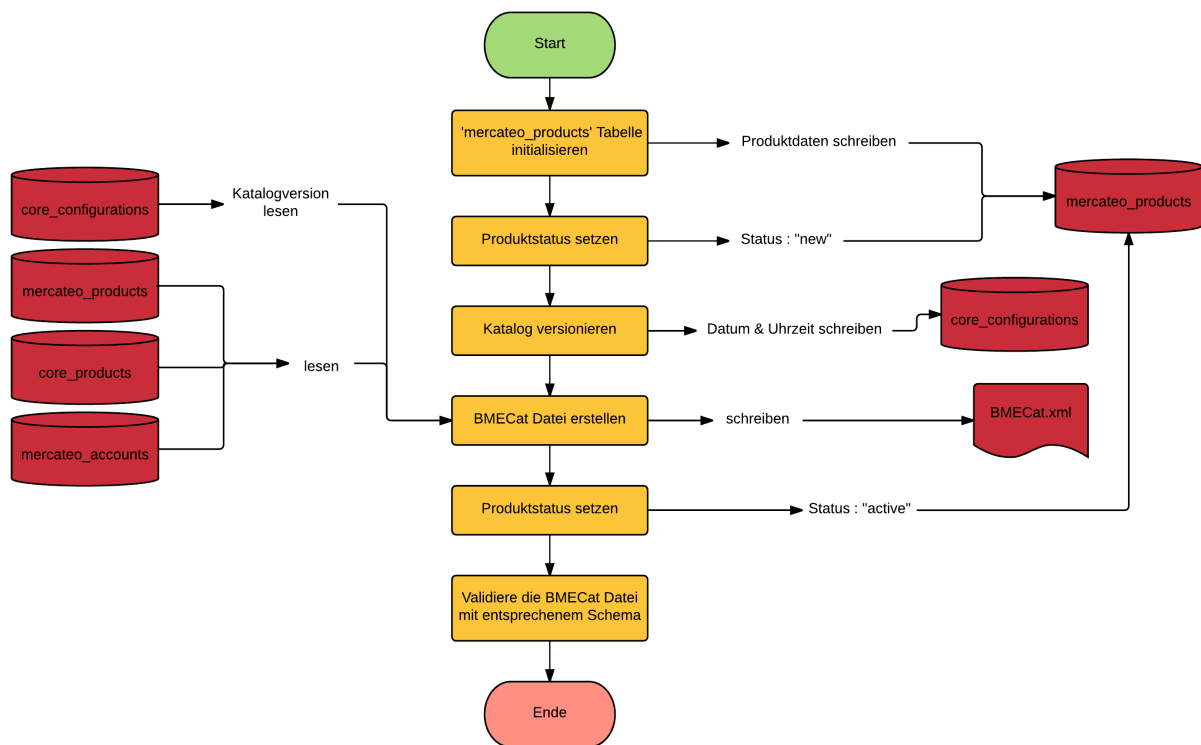 Start
'mercateo_products' Tabelle
initialisieren
Produktdaten schreiben
mercateo_products
core_configurations
Katalogversion
lesen
Produktstatus setzen
Status : "new"
mercateo_products
core_products
mercateo_accounts
lesen
Katalog versionieren
Datum & Uhrzeit schreiben
core_configurations
BMECat Datei erstellen
schreiben
BMECat.xml
Produktstatus setzen
Status : "active"
Validiere die BMECat Datei
mit entsprechenem Schema
Ende